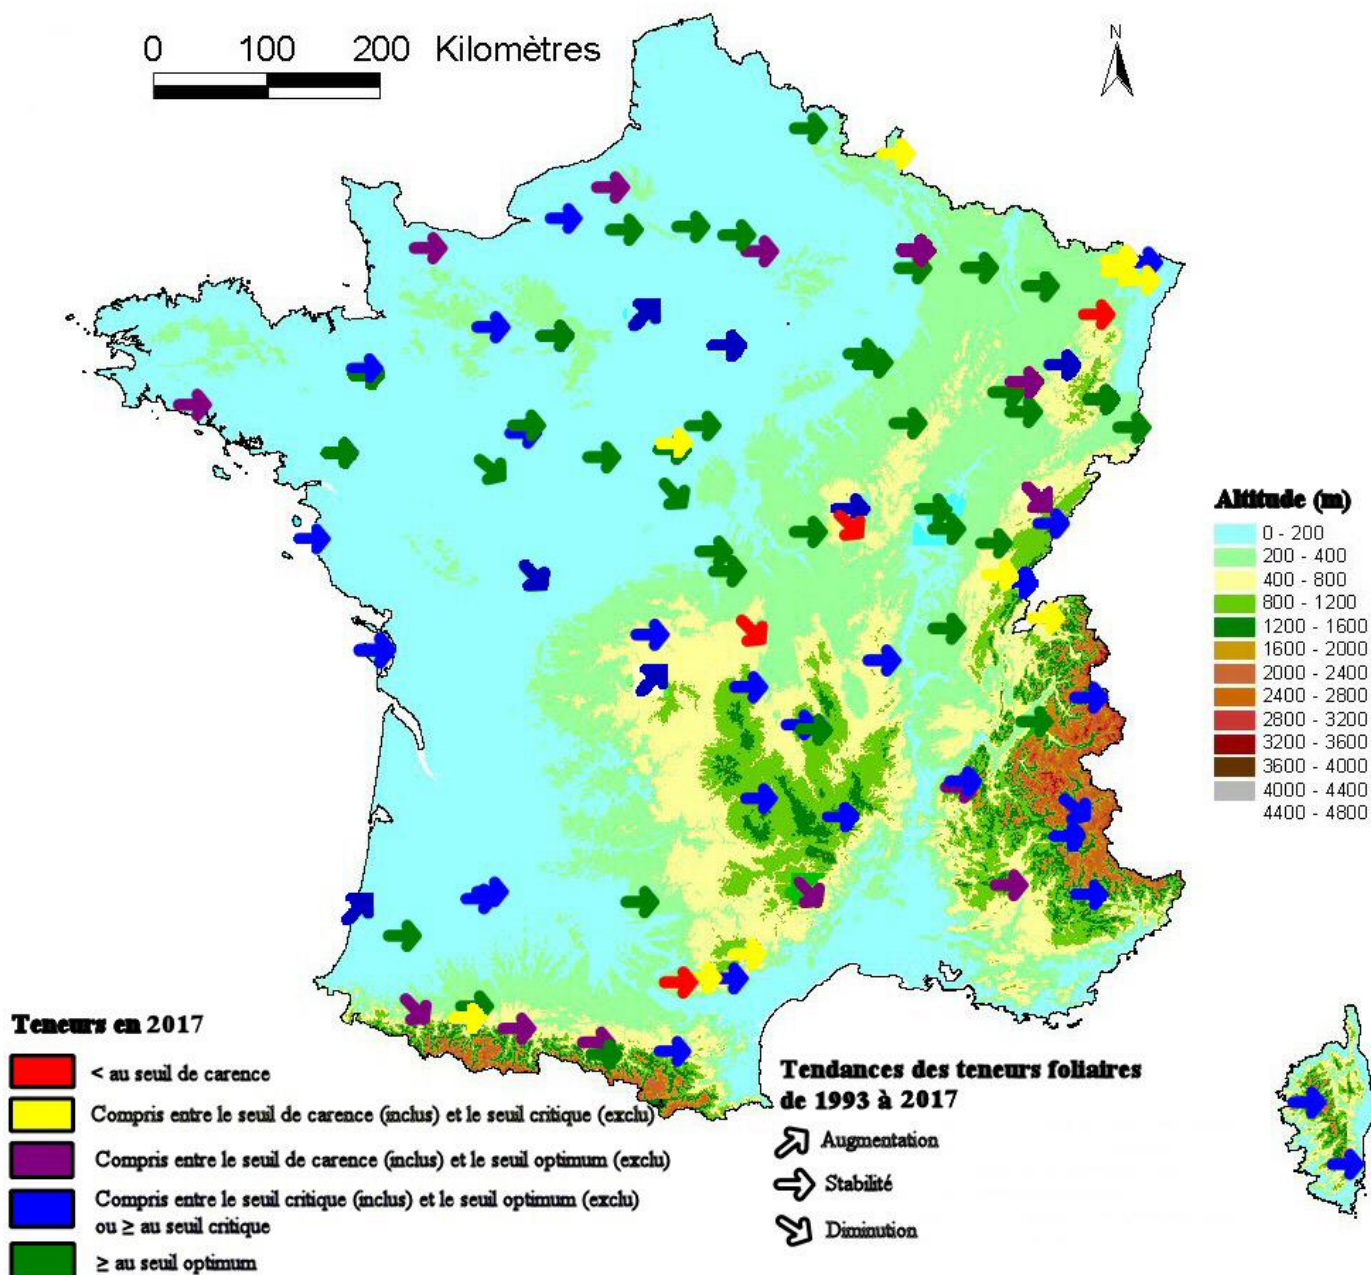 0 100 200 Kilomètres
N
Altitude (m)
0 - 200
200 - 400
400 - 800
800 - 1200
1200 - 1600
1600 - 2000
2000 - 2400
2400 - 2800
2800 - 3200
3200 - 3600
3600 - 4000
4000 - 4400
4400 - 4800
Teneurs en 2017
< au seuil de carence
Compris entre le seuil de carence (inclus) et le seuil critique (exclu)
Compris entre le seuil de carence (inclus) et le seuil optimum (exclu)
Compris entre le seuil critique (inclus) et le seuil optimum (exclu)
ou ≥ au seuil critique
≥ au seuil optimum
Tendances des teneurs foliaires
de 1993 à 2017
Augmentation
Stabilité
Diminution